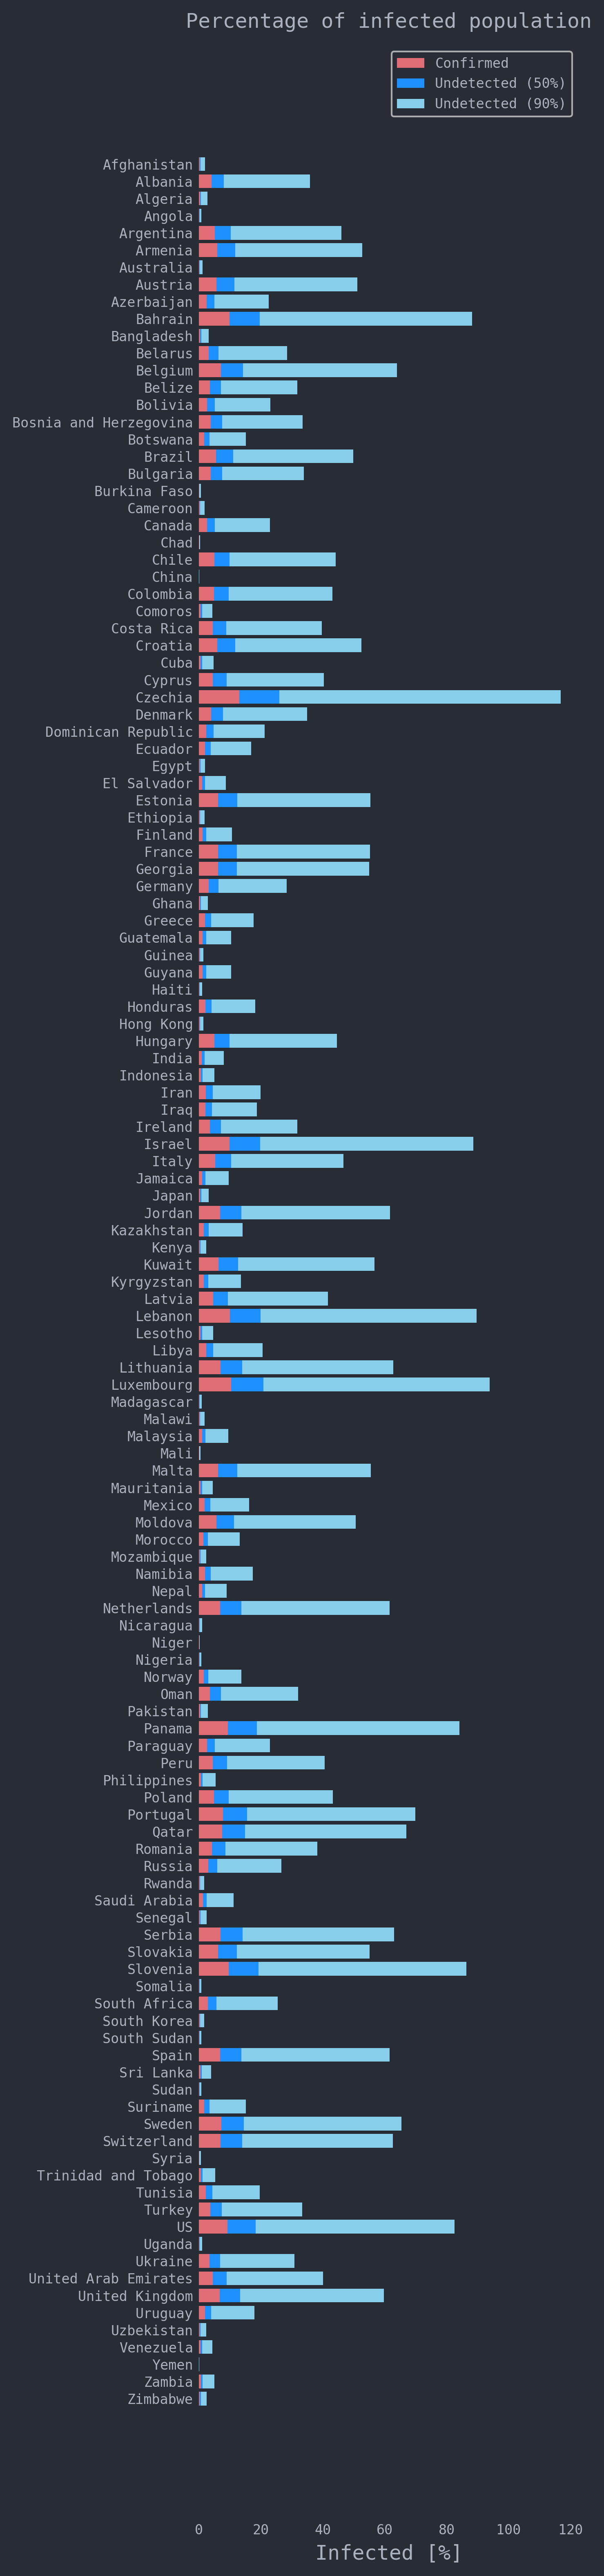 Percentage of infected population
Confirmed
Undetected (50%)
Undetected (90%)
Afghanistan
Albania
Algeria
Angola
Argentina
Armenia
Australia
Austria
Azerbaijan
Bahrain
Bangladesh
Belarus
Belgium
Belize
Bolivia
Bosnia and Herzegovina
Botswana
Brazil
Bulgaria
Burkina Faso
Cameroon
Canada
Chad
Chile
China
Colombia
Comoros
Costa Rica
Croatia
Cuba
Cyprus
Czechia
Denmark
Dominican Republic
Ecuador
Egypt
El Salvador
Estonia
Ethiopia
Finland
France
Georgia
Germany
Ghana
Greece
Guatemala
Guinea
Guyana
Haiti
Honduras
Hong Kong
Hungary
India
Indonesia
Iran
Iraq
Ireland
Israel
Italy
Jamaica
Japan
Jordan
Kazakhstan
Kenya
Kuwait
Kyrgyzstan
Latvia
Lebanon
Lesotho
Libya
Lithuania
Luxembourg
Madagascar
Malawi
Malaysia
Mali
Malta
Mauritania
Mexico
Moldova
Morocco
Mozambique
Namibia
Nepal
Netherlands
Nicaragua
Niger
Nigeria
Norway
Oman
Pakistan
Panama
Paraguay
Peru
Philippines
Poland
Portugal
Qatar
Romania
Russia
Rwanda
Saudi Arabia
Senegal
Serbia
Slovakia
Slovenia
Somalia
South Africa
South Korea
South Sudan
Spain
Sri Lanka
Sudan
Suriname
Sweden
Switzerland
Syria
Trinidad and Tobago
Tunisia
Turkey
US
Uganda
Ukraine
United Arab Emirates
United Kingdom
Uruguay
Uzbekistan
Venezuela
Yemen
Zambia
Zimbabwe
0 20 40 60 80 100 120
Infected [%]